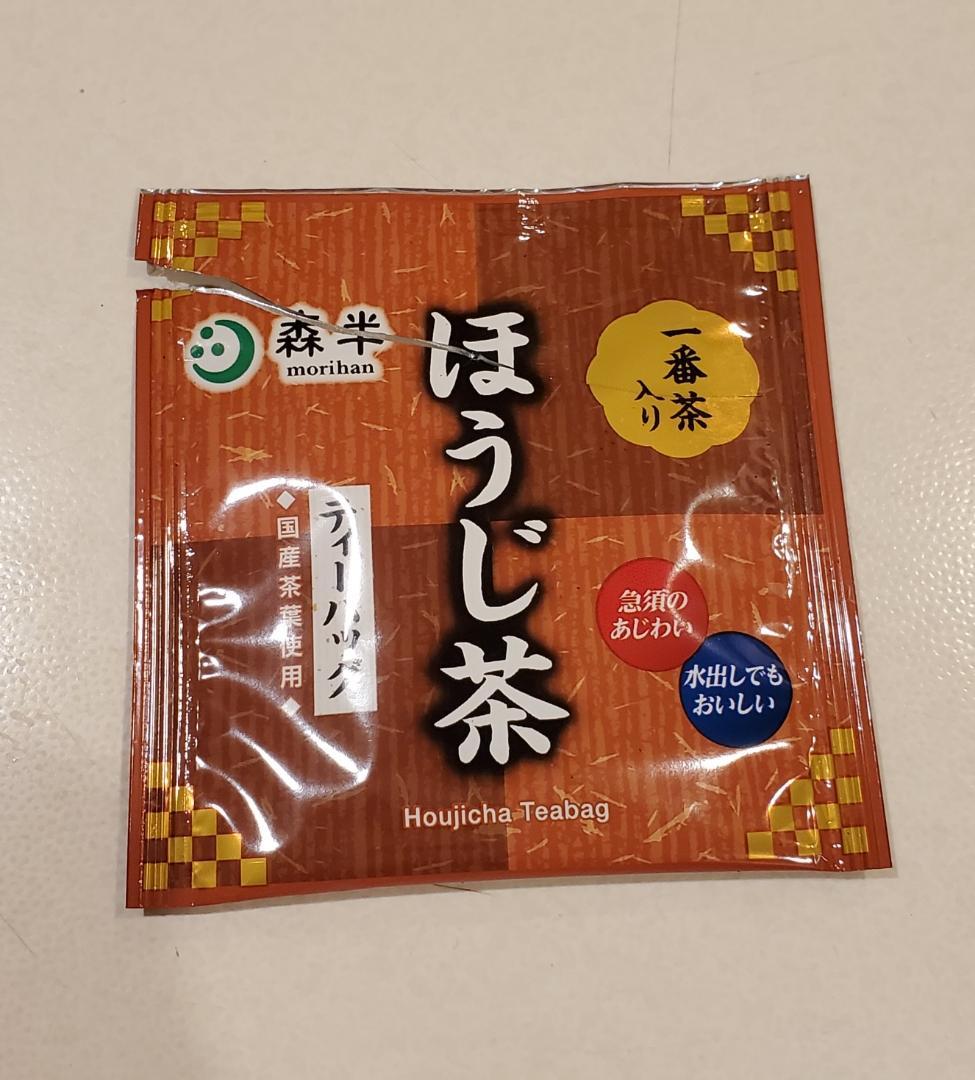 森半
morihan
ほうじ茶
一番茶
入り
ティーパック
◆国産茶葉使用◆
急須の
あじわい
水出しでも
おいしい
Houjicha Teabag